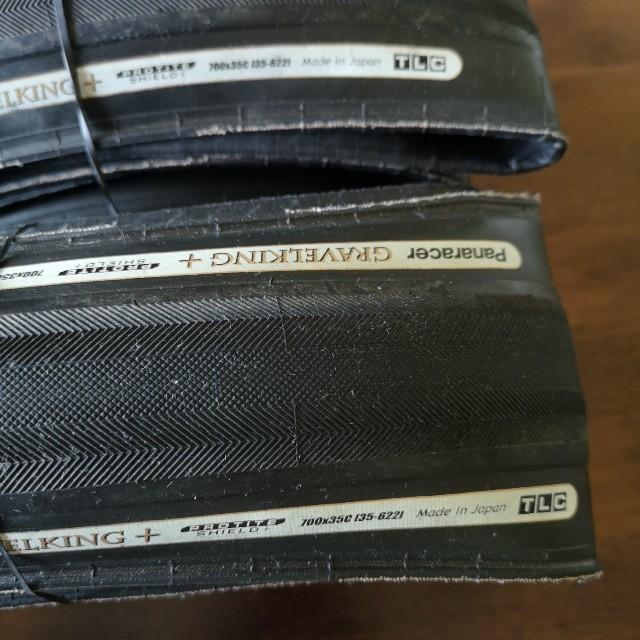 ELKING + PROTITE SHIELD+ 700x35C (35-622) Made in Japan TLC
Panaracer GRAVELKING + PROTITE SHIELD+ 700x35
ELKING + PROTITE SHIELD+ 700x35C (35-622) Made in Japan TLC